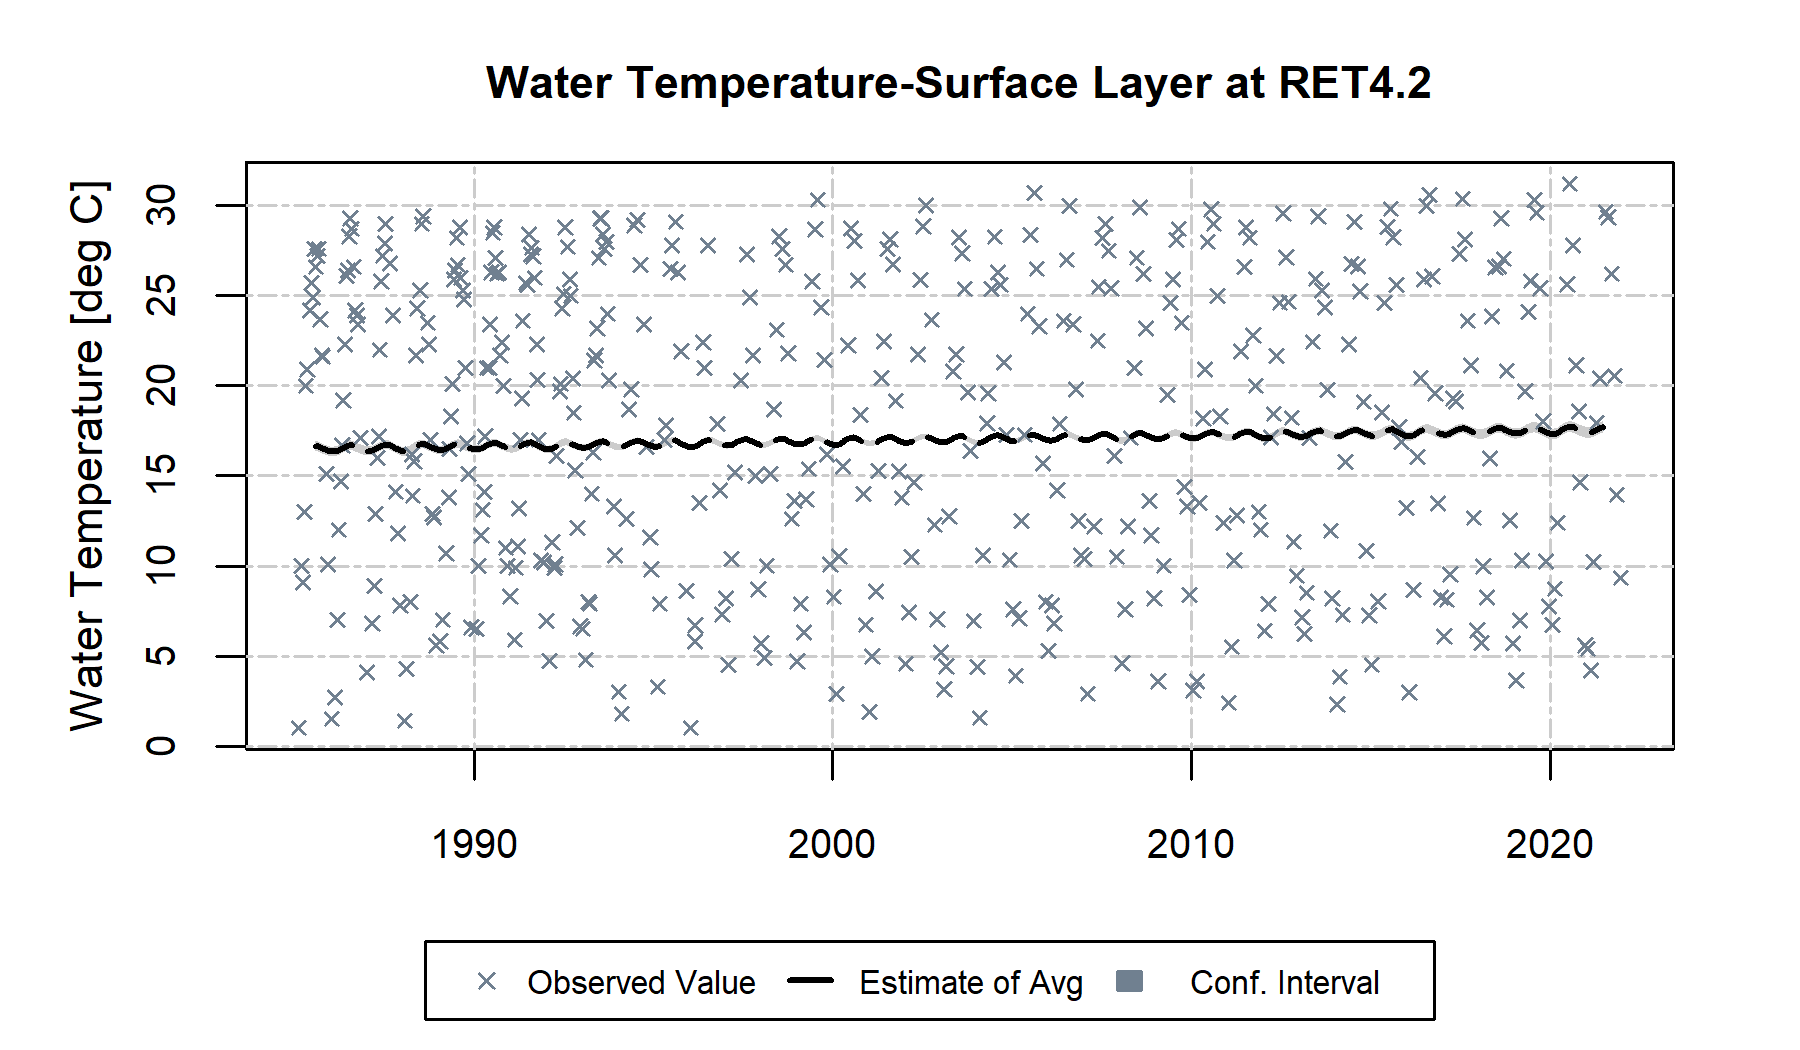 Water Temperature-Surface Layer at RET4.2
Water Temperature [deg C]
30
25
20
15
10
5
0
1990 2000 2010 2020
Observed Value Estimate of Avg Conf. Interval